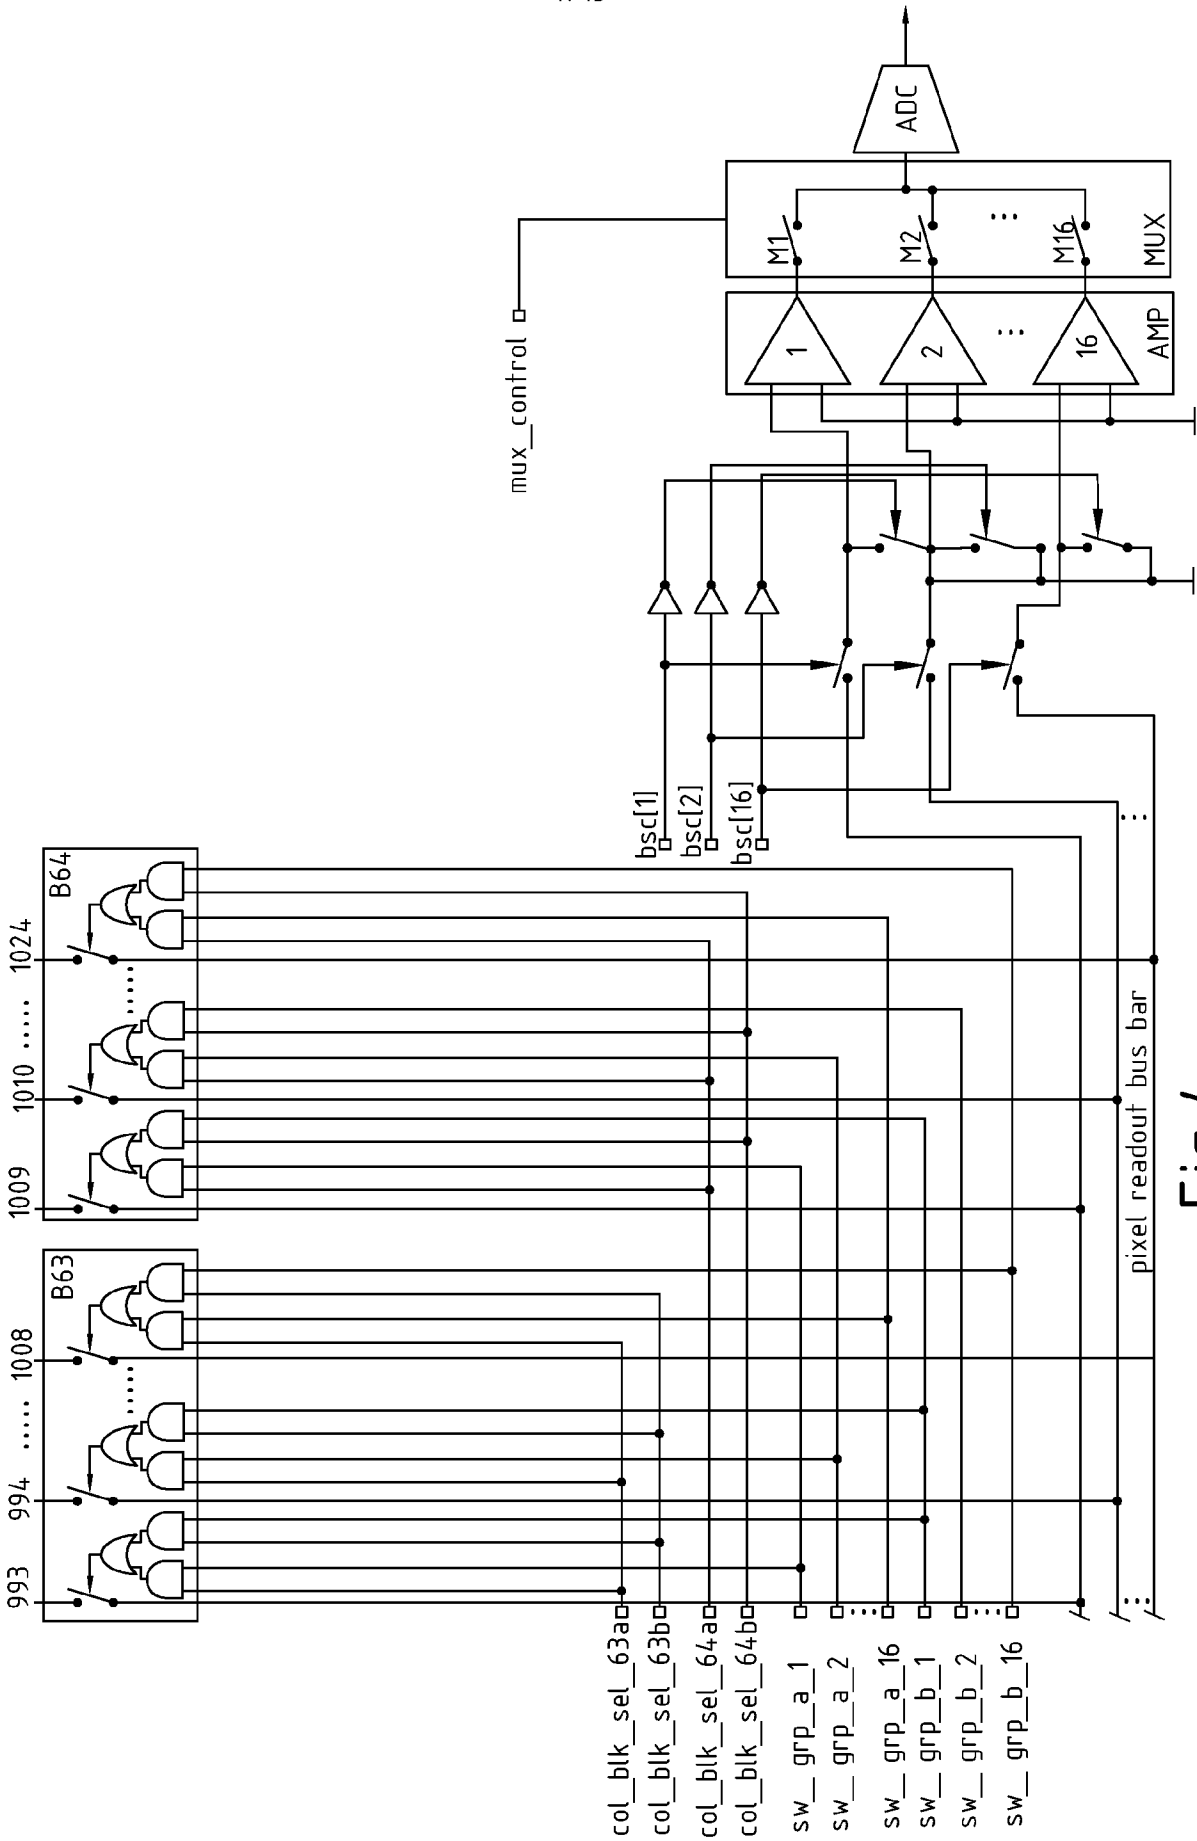 993
994 .....
1008
1009
1010 .....
1024
B63
B64
col_blk_sel_63a
col_blk_sel_63b
col_blk_sel_64a
col_blk_sel_64b
sw_grp_a_1
sw_grp_a_2
sw_grp_a_16
sw_grp_b_1
sw_grp_b_2
sw_grp_b_16
bsc[1]
bsc[2]
bsc[16]
pixel readout bus bar
mux_control
1
2
16
AMP
M1
M2
M16
MUX
ADC